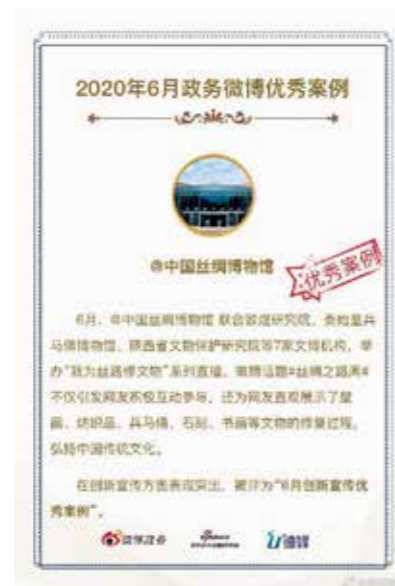 2020年6月政务微博优秀案例
@中国丝绸博物馆
优秀案例
6月，@中国丝绸博物馆 联合敦煌研究院、秦始皇兵
马俑博物馆、陕西省文物保护研究院等7家文博机构，举
办“我为丝路修文物”系列直播。微博话题#丝绸之路周#
不仅引发网友积极互动参与，还为网友直观展示了壁
画、纺织品、兵马俑、石刻、书画等文物的修复过程，
弘扬中国传统文化。
在创新宣传方面表现突出，被评为“6月创新宣传优
秀案例”。
微博政务